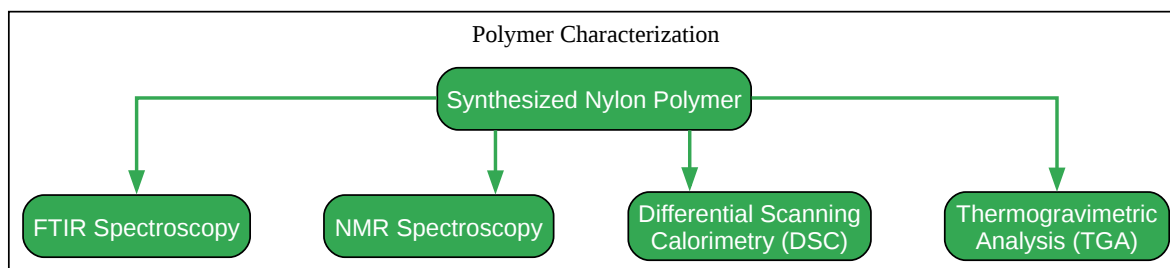 Polymer Characterization
Synthesized Nylon Polymer
FTIR Spectroscopy
NMR Spectroscopy
Differential Scanning
Calorimetry (DSC)
Thermogravimetric
Analysis (TGA)